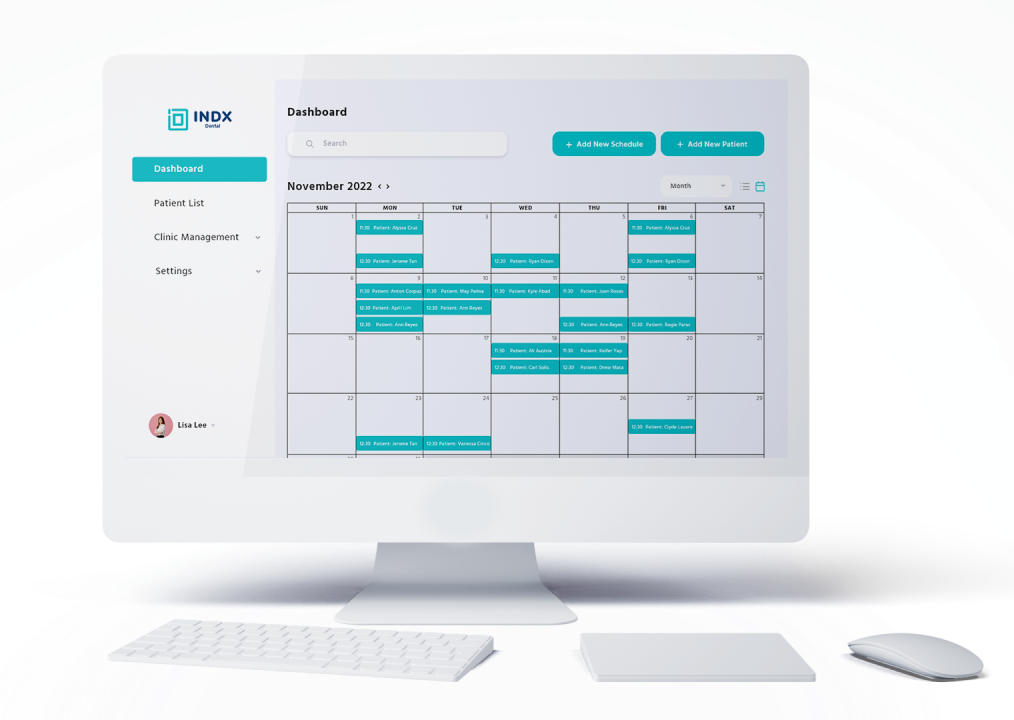 INDX
Dental
Dashboard
Patient List
Clinic Management
Settings
Lisa Lee
Dashboard
Search
+ Add New Schedule
+ Add New Patient
November 2022 < >
Month
SUN MON TUE WED THU FRI SAT
1 2 3 4 5 6 7
11:30 Patient: Alyssa Cruz
11:30 Patient: Alyssa Cruz
12:30 Patient: Jerome Tan
12:30 Patient: Ryan Dizon
12:30 Patient: Ryan Dizon
8 9 10 11 12 13 14
11:30 Patient: Anton Corpuz
11:30 Patient: May Palma
11:30 Patient: Kyle Abad
11:30 Patient: Juan Rosas
12:30 Patient: April Lim
12:30 Patient: Ann Reyes
12:30 Patient: Ann Reyes
12:30 Patient: Ann Reyes
12:30 Patient: Rogie Paras
15 16 17 18 19 20 21
11:30 Patient: Ali Austria
11:30 Patient: Keifer Yap
12:30 Patient: Carl Solis
12:30 Patient: Drew Mata
22 23 24 25 26 27 29
12:30 Patient: Clyde Lazaro
12:30 Patient: Jerome Tan
12:30 Patient: Vanessa Cinco